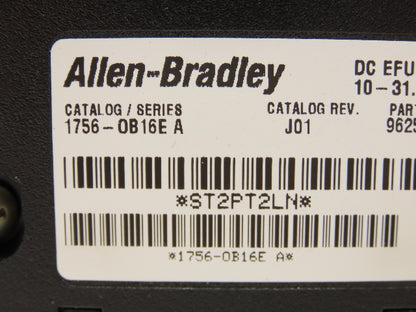 Allen-Bradley
DC EFU
10-31.
CATALOG / SERIES
1756-OB16E A
CATALOG REV.
J01
PART
9625
*ST2PT2LN*
*1756-OB16E A*